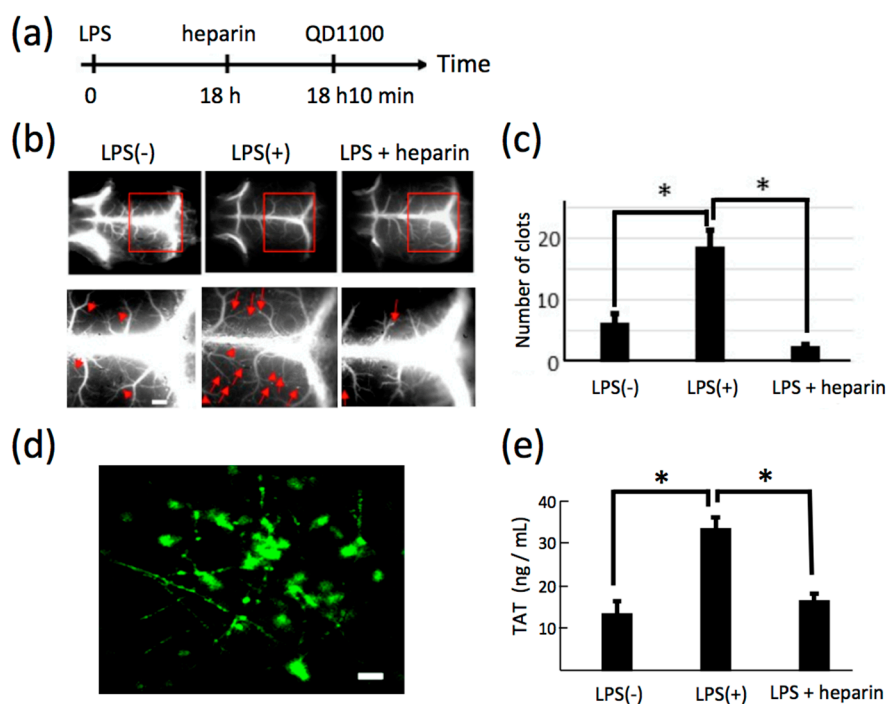 (a)
LPS heparin QD1100
Time
0 18 h 18 h10 min
(b)
LPS(-) LPS(+) LPS + heparin
(c)
*
*
Number of clots
20
10
0
LPS(-) LPS(+) LPS + heparin
(d)
(e)
*
*
TAT (ng / mL)
40
30
20
10
LPS(-) LPS(+) LPS + heparin